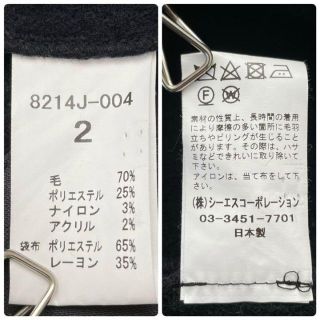 8214J-004
2
毛 70%
ポリエステル 25%
ナイロン 3%
アクリル 2%
袋布 ポリエステル 65%
レーヨン 35%
F W
素材の性質上、長時間の着用
により摩擦の多い箇所に毛羽
立ちやピリングが生じること
があります。その際は、ハサ
ミなどできれいに取り除いて
下さい。
アイロンは、当て布をして下
さい。
(株)シーエスコーポレーション
03-3451-7701
日本製